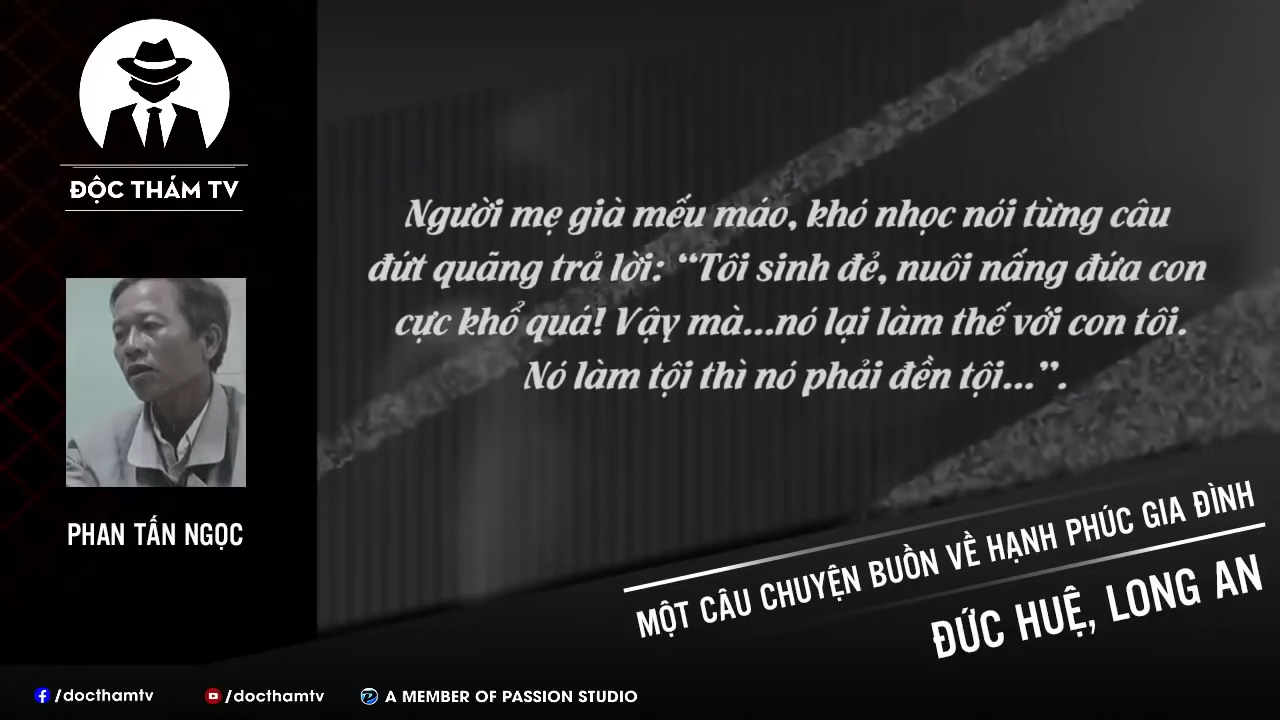 ĐỘC THÁM TV
PHAN TẤN NGỌC
Người mẹ già mếu máo, khó nhọc nói từng câu
đứt quãng trả lời: “Tôi sinh đẻ, nuôi nấng đứa con
cực khổ quá! Vậy mà...nó lại làm thế với con tôi.
Nó làm tội thì nó phải đền tội...”.
MỘT CÂU CHUYỆN BUỒN VỀ HẠNH PHÚC GIA ĐÌNH
ĐỨC HUỆ, LONG AN
/docthamtv
/docthamtv
A MEMBER OF PASSION STUDIO